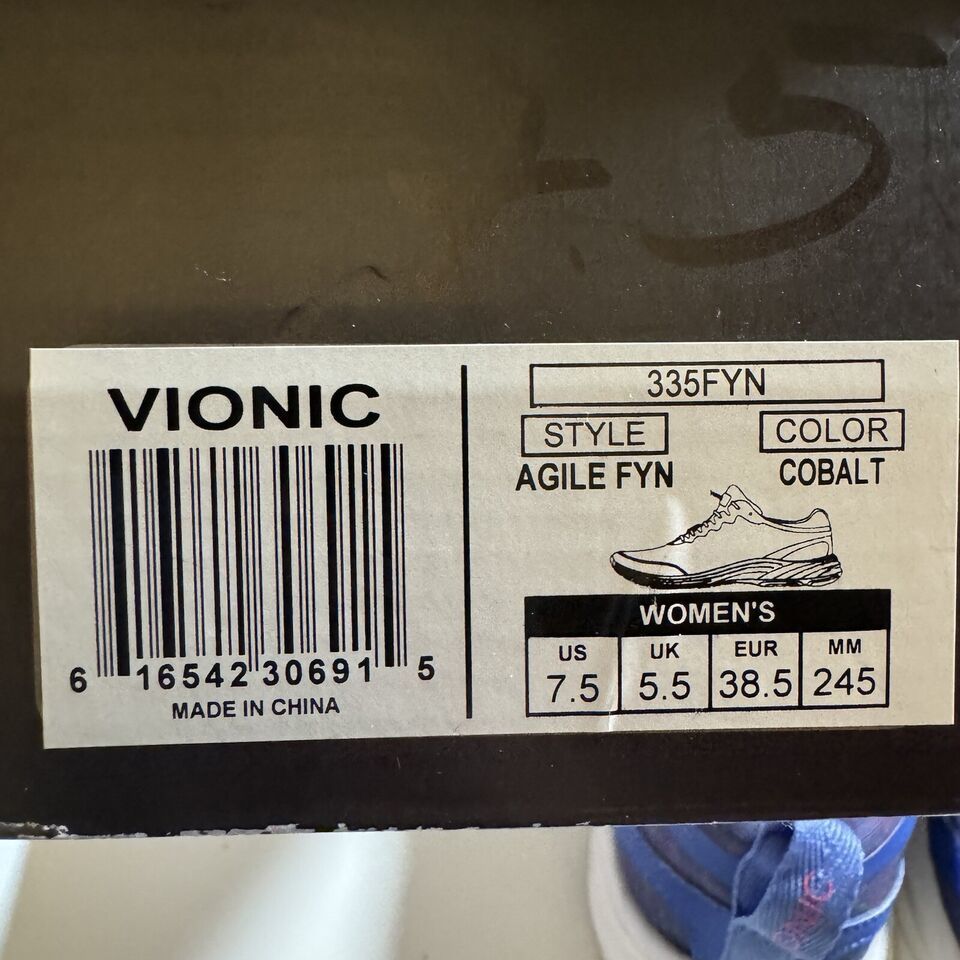 .5
VIONIC
6 16542 30691 5
MADE IN CHINA
335FYN
STYLE COLOR
AGILE FYN COBALT
WOMEN'S
US UK EUR MM
7.5 5.5 38.5 245